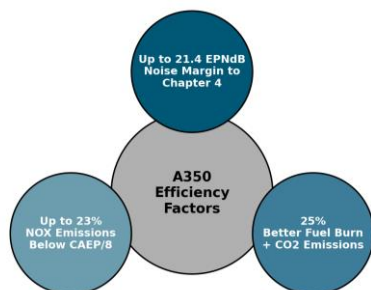 Up to 21.4 EPNdB
Noise Margin to
Chapter 4
A350
Efficiency
Factors
Up to 23%
NOX Emissions
Below CAEP/8
25%
Better Fuel Burn
+ CO2 Emissions